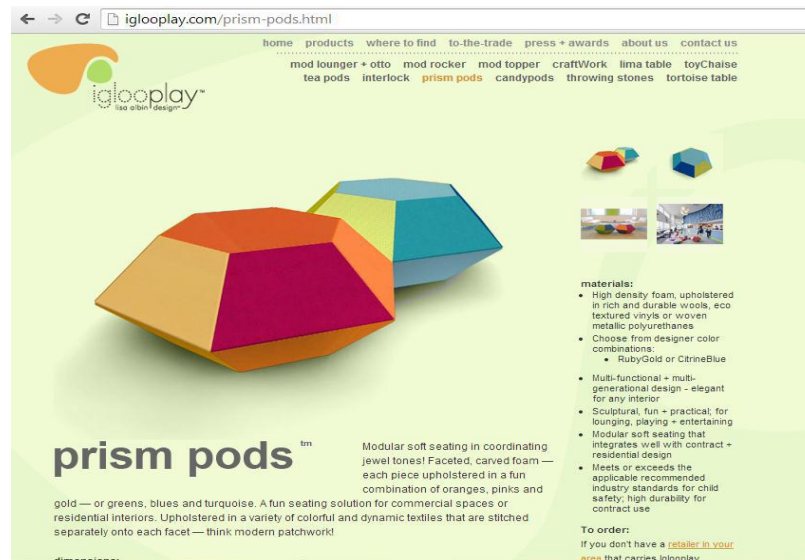 iglooplay.com/prism-pods.html
home products where to find to-the-trade press + awards about us contact us
mod lounger + otto mod rocker mod topper craftWork lima table toyChaise
tea pods interlock prism pods candypods throwing stones tortoise table
iglooplay™
lisa albin design®
materials:
• High density foam, upholstered
in rich and durable wools, eco
textured vinyls or woven
metallic polyurethanes
• Choose from designer color
combinations:
• RubyGold or CitrineBlue
• Multi-functional + multi-
generational design - elegant
for any interior
• Sculptural, fun + practical; for
lounging, playing + entertaining
• Modular soft seating that
integrates well with contract +
residential design
• Meets or exceeds the
applicable recommended
industry standards for child
safety; high durability for
contract use
To order:
If you don't have a retailer in your
area that carries Iglooplay
prism pods ™
Modular soft seating in coordinating
jewel tones! Faceted, carved foam —
each piece upholstered in a fun
combination of oranges, pinks and
gold — or greens, blues and turquoise. A fun seating solution for commercial spaces or
residential interiors. Upholstered in a variety of colorful and dynamic textiles that are stitched
separately onto each facet — think modern patchwork!
dimensions: